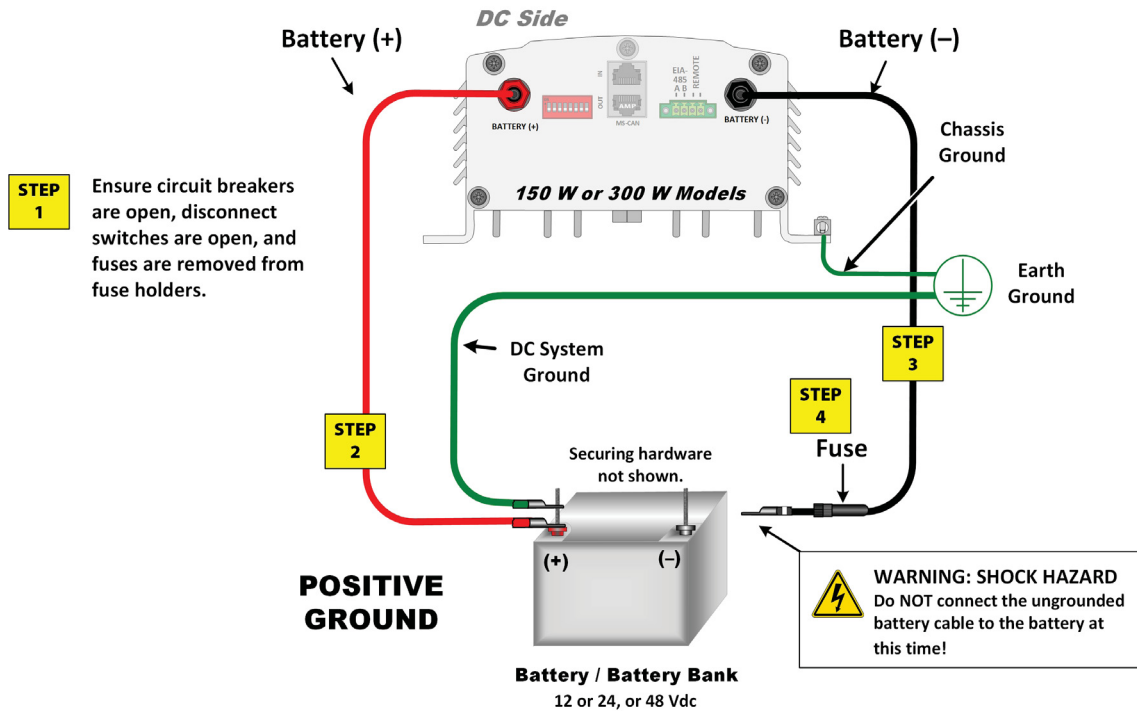 DC Side
Battery (+)
Battery (–)
IN
OUT
AMP
MS-CAN
EIA-
485
A B
REMOTE
BATTERY (+)
BATTERY (-)
150 W or 300 W Models
Chassis
Ground
STEP
1
Ensure circuit breakers
are open, disconnect
switches are open, and
fuses are removed from
fuse holders.
Earth
Ground
DC System
Ground
STEP
3
STEP
4
Fuse
STEP
2
Securing hardware
not shown.
(+)
(–)
POSITIVE
GROUND
WARNING: SHOCK HAZARD
Do NOT connect the ungrounded
battery cable to the battery at
this time!
Battery / Battery Bank
12 or 24, or 48 Vdc